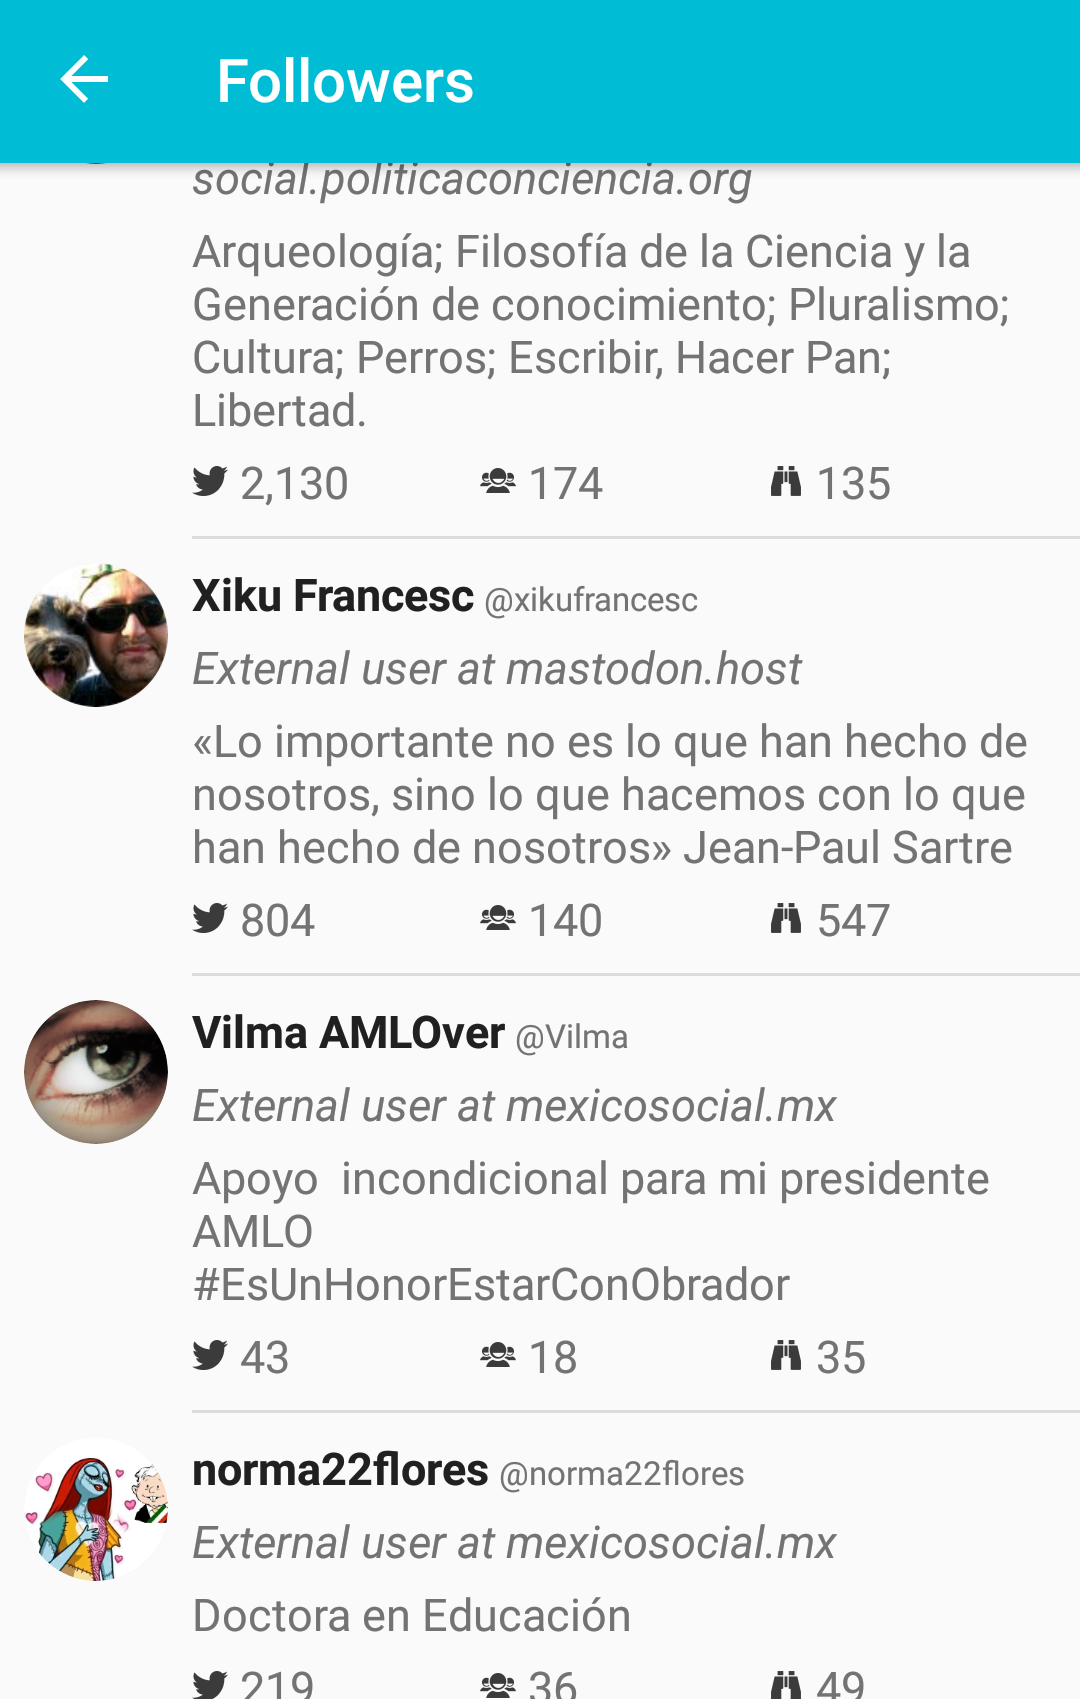 Followers
social.politicaconciencia.org
Arqueología; Filosofía de la Ciencia y la
Generación de conocimiento; Pluralismo;
Cultura; Perros; Escribir, Hacer Pan;
Libertad.
2,130 174 135
Xiku Francesc @xikufrancesc
External user at mastodon.host
«Lo importante no es lo que han hecho de
nosotros, sino lo que hacemos con lo que
han hecho de nosotros» Jean-Paul Sartre
804 140 547
Vilma AMLOver @Vilma
External user at mexicosocial.mx
Apoyo  incondicional para mi presidente
AMLO
#EsUnHonorEstarConObrador
43 18 35
norma22flores @norma22flores
External user at mexicosocial.mx
Doctora en Educación
219 36 49